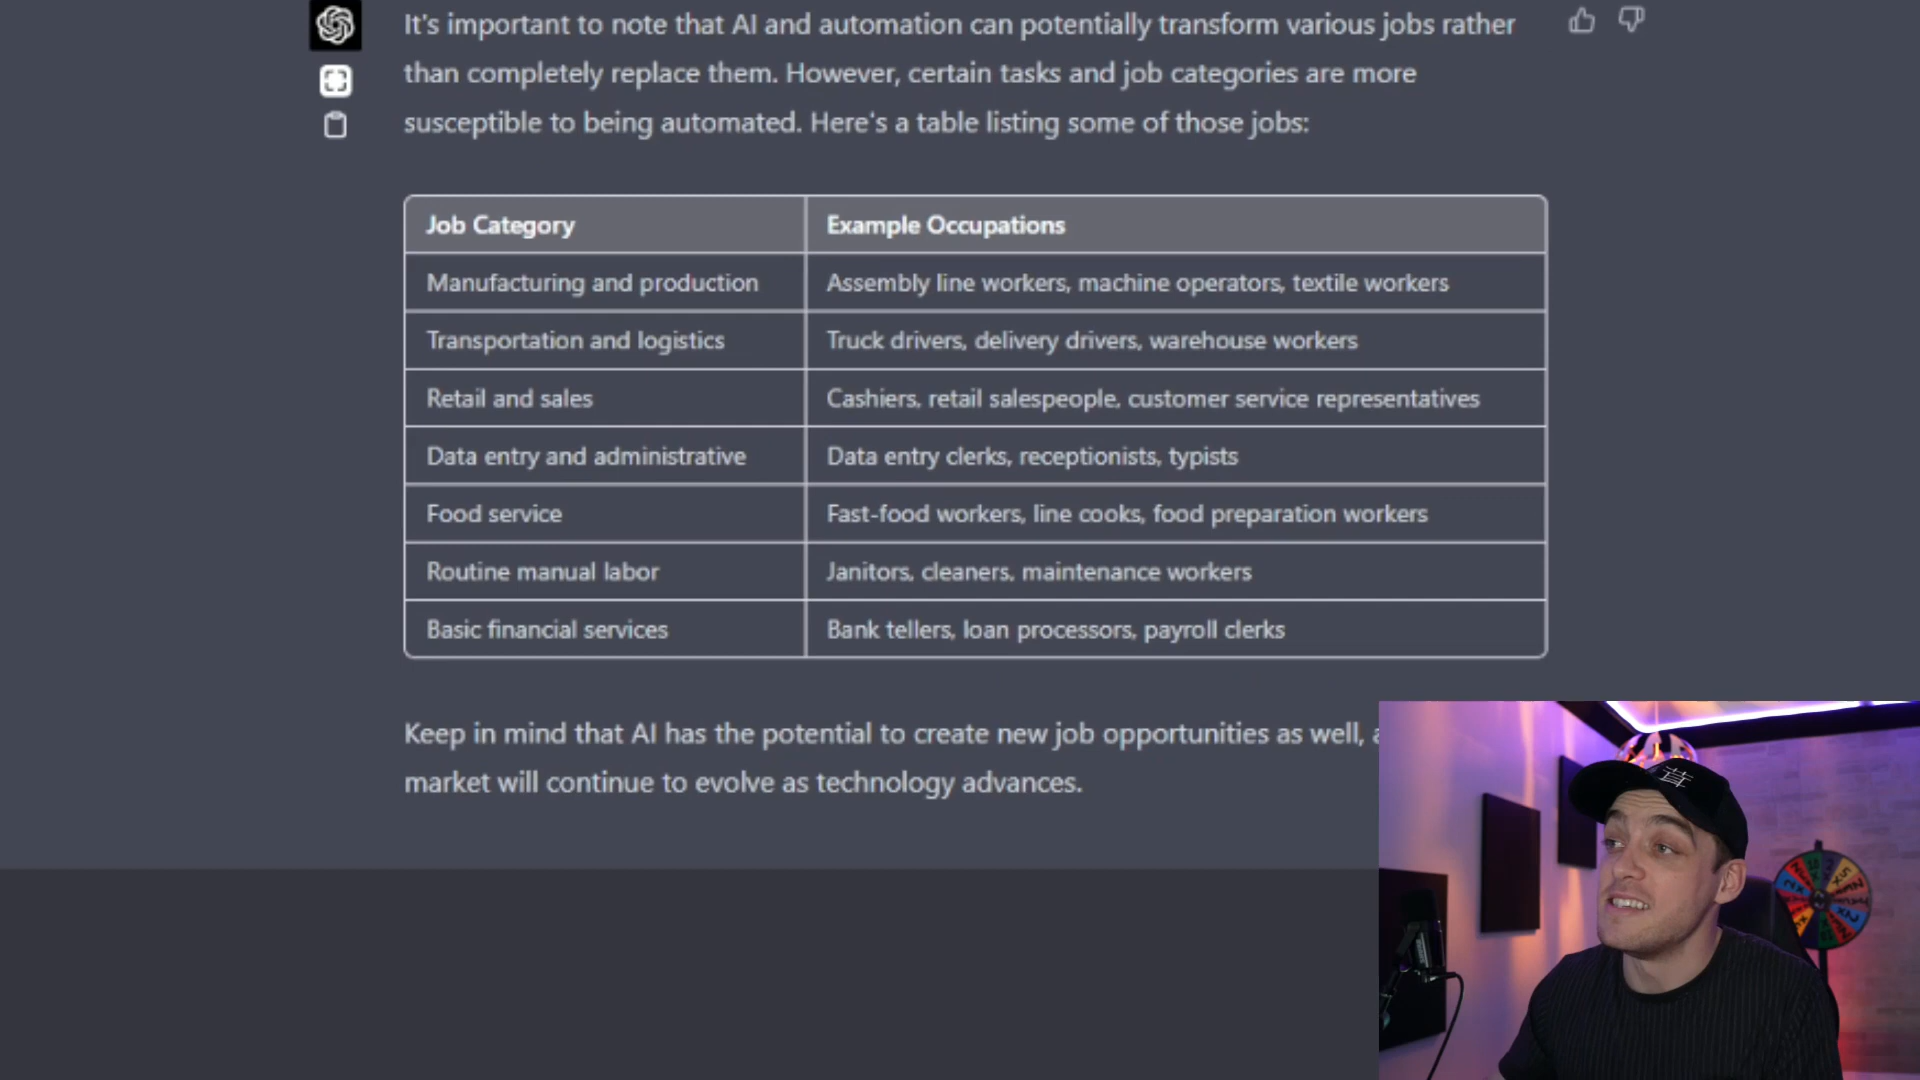 It's important to note that AI and automation can potentially transform various jobs rather
than completely replace them. However, certain tasks and job categories are more
susceptible to being automated. Here's a table listing some of those jobs:
Job Category Example Occupations
Manufacturing and production Assembly line workers, machine operators, textile workers
Transportation and logistics Truck drivers, delivery drivers, warehouse workers
Retail and sales Cashiers, retail salespeople, customer service representatives
Data entry and administrative Data entry clerks, receptionists, typists
Food service Fast-food workers, line cooks, food preparation workers
Routine manual labor Janitors, cleaners, maintenance workers
Basic financial services Bank tellers, loan processors, payroll clerks
Keep in mind that AI has the potential to create new job opportunities as well,
market will continue to evolve as technology advances.